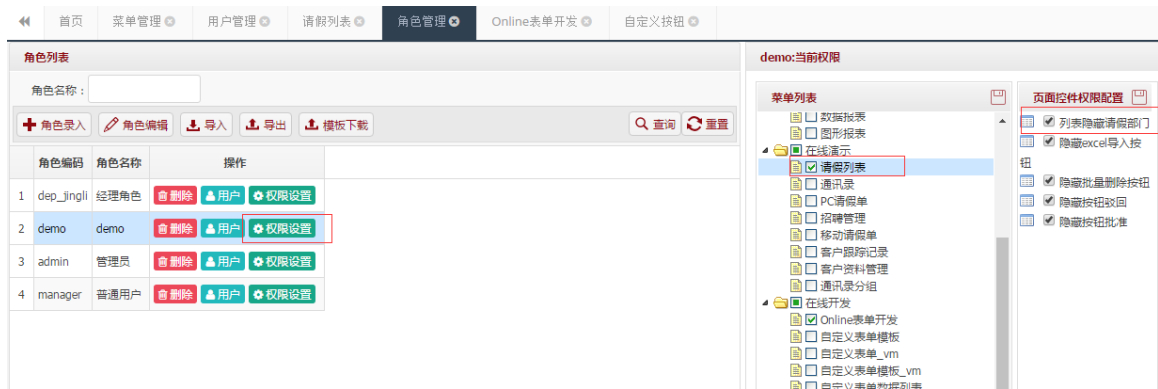 首页 菜单管理 用户管理 请假列表 角色管理 Online表单开发 自定义按钮
角色列表
角色名称：
角色录入 角色编辑 导入 导出 模板下载 查询 重置
角色编码 角色名称 操作
1 dep_jingli 经理角色 删除 用户 权限设置
2 demo demo 删除 用户 权限设置
3 admin 管理员 删除 用户 权限设置
4 manager 普通用户 删除 用户 权限设置
demo:当前权限
菜单列表
数据报表
图形报表
在线演示
请假列表
通讯录
PC请假单
招聘管理
移动请假单
客户跟踪记录
客户资料管理
通讯录分组
在线开发
Online表单开发
自定义表单模板
自定义表单_vm
自定义表单模板_vm
自定义表单数据列表
页面控件权限配置
列表隐藏请假部门
隐藏excel导入按
钮
隐藏批量删除按钮
隐藏按钮驳回
隐藏按钮批准